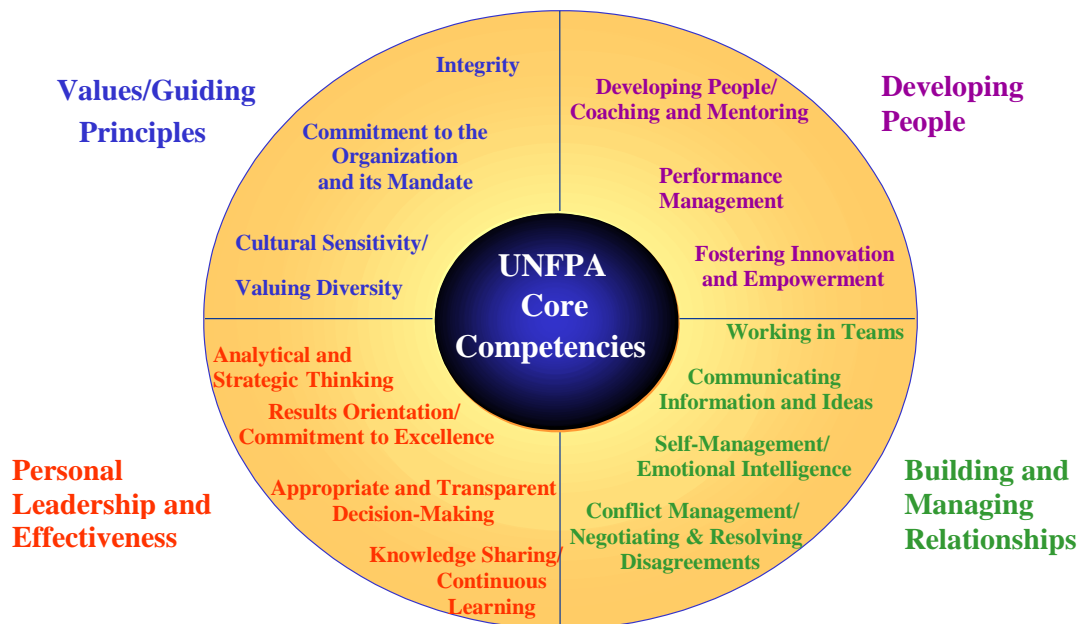 Values/Guiding
Principles
Integrity
Commitment to the
Organization
and its Mandate
Cultural Sensitivity/
Valuing Diversity
Developing People/
Coaching and Mentoring
Performance
Management
Fostering Innovation
and Empowerment
Developing
People
UNFPA
Core
Competencies
Analytical and
Strategic Thinking
Results Orientation/
Commitment to Excellence
Appropriate and Transparent
Decision-Making
Knowledge Sharing/
Continuous
Learning
Personal
Leadership and
Effectiveness
Working in Teams
Communicating
Information and Ideas
Self-Management/
Emotional Intelligence
Conflict Management/
Negotiating & Resolving
Disagreements
Building and
Managing
Relationships